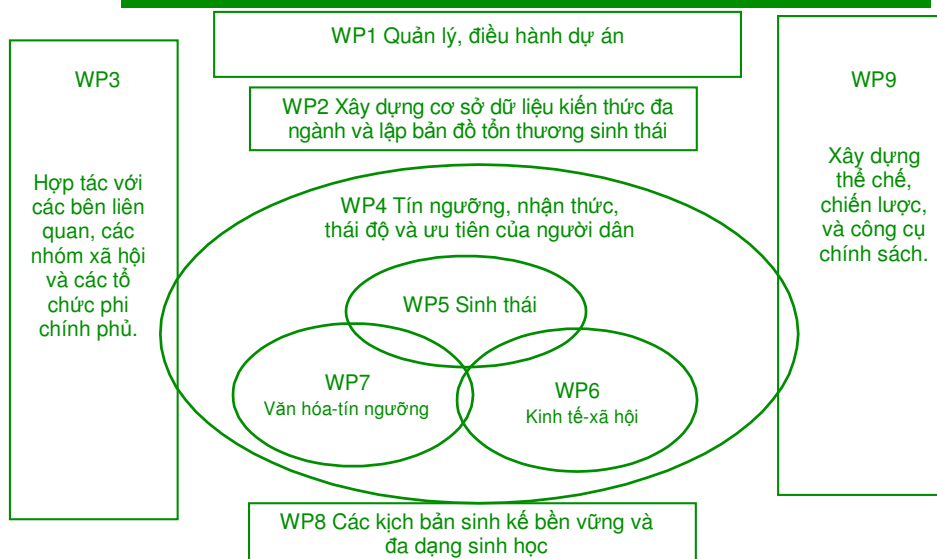 WP1 Quản lý, điều hành dự án
WP3
WP9
WP2 Xây dựng cơ sở dữ liệu kiến thức đa
ngành và lập bản đồ tổn thương sinh thái
Hợp tác với
các bên liên
quan, các
nhóm xã hội
và các tổ
chức phi
chính phủ.
Xây dựng
thể chế,
chiến lược,
và công cụ
chính sách.
WP4 Tín ngưỡng, nhận thức,
thái độ và ưu tiên của người dân
WP5 Sinh thái
WP7
Văn hóa-tín ngưỡng
WP6
Kinh tế-xã hội
WP8 Các kịch bản sinh kế bền vững và
đa dạng sinh học